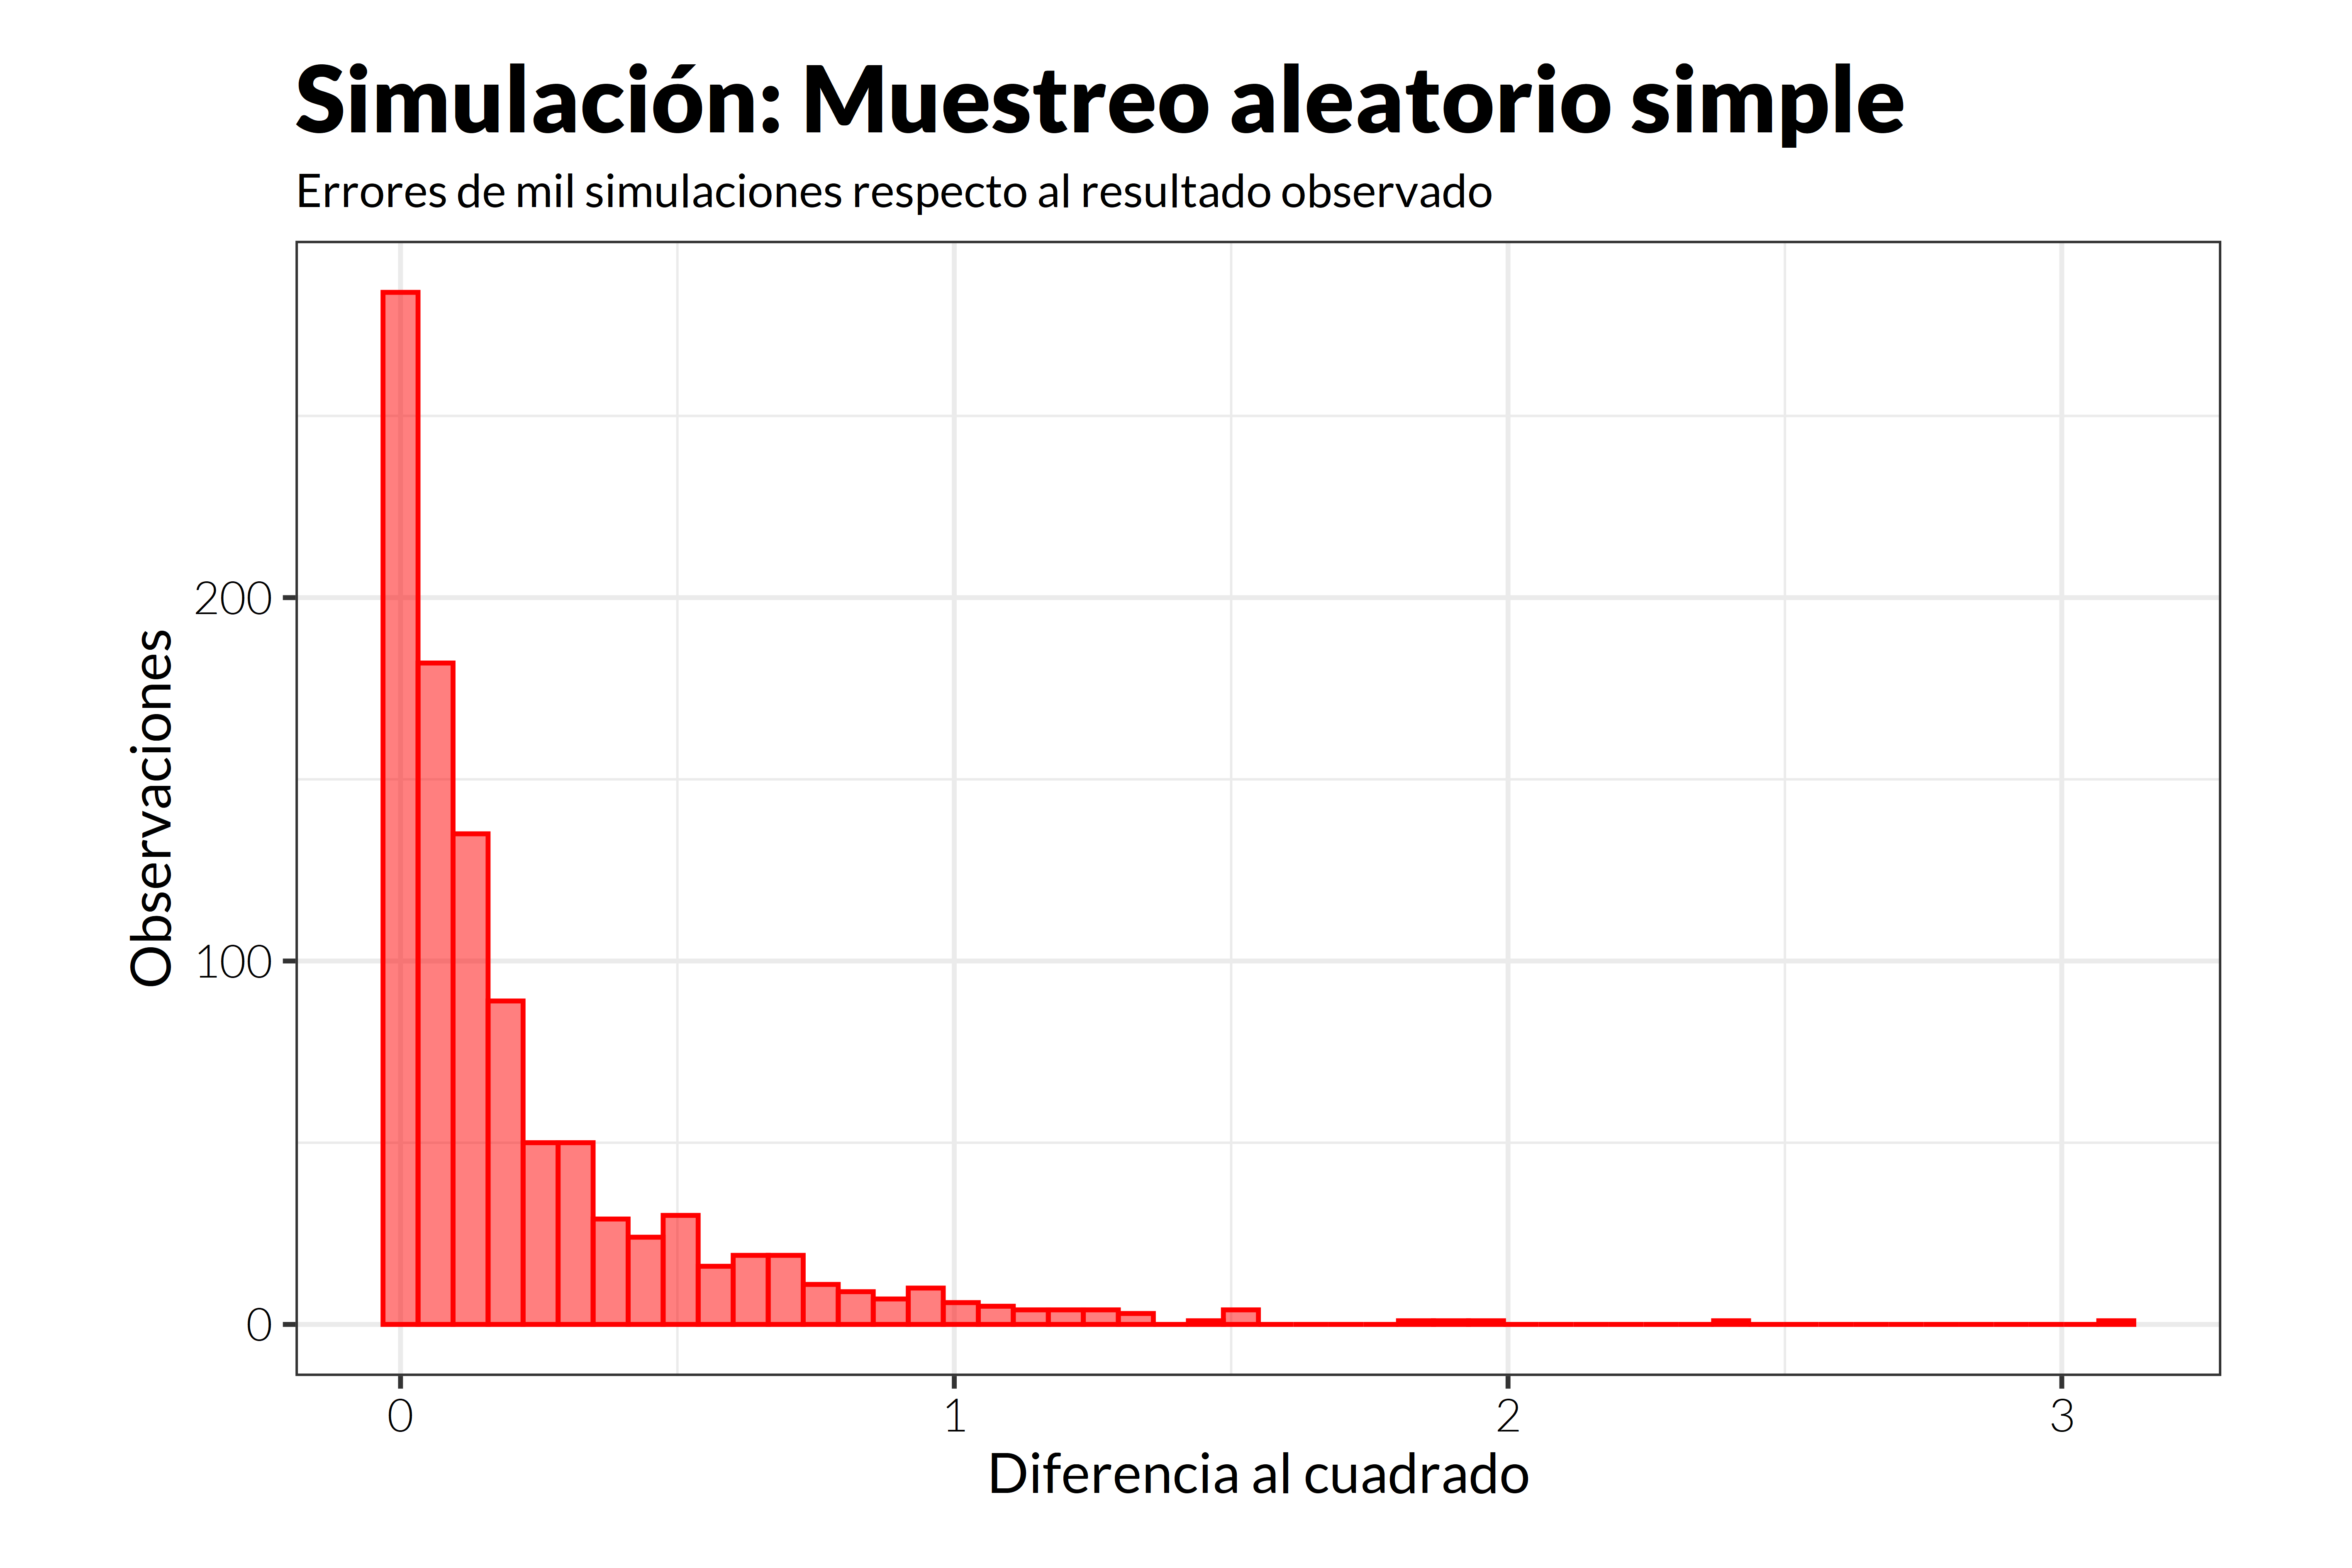 Simulación: Muestreo aleatorio simple
Errores de mil simulaciones respecto al resultado observado
Observaciones
200
100
0
0 1 2 3
Diferencia al cuadrado